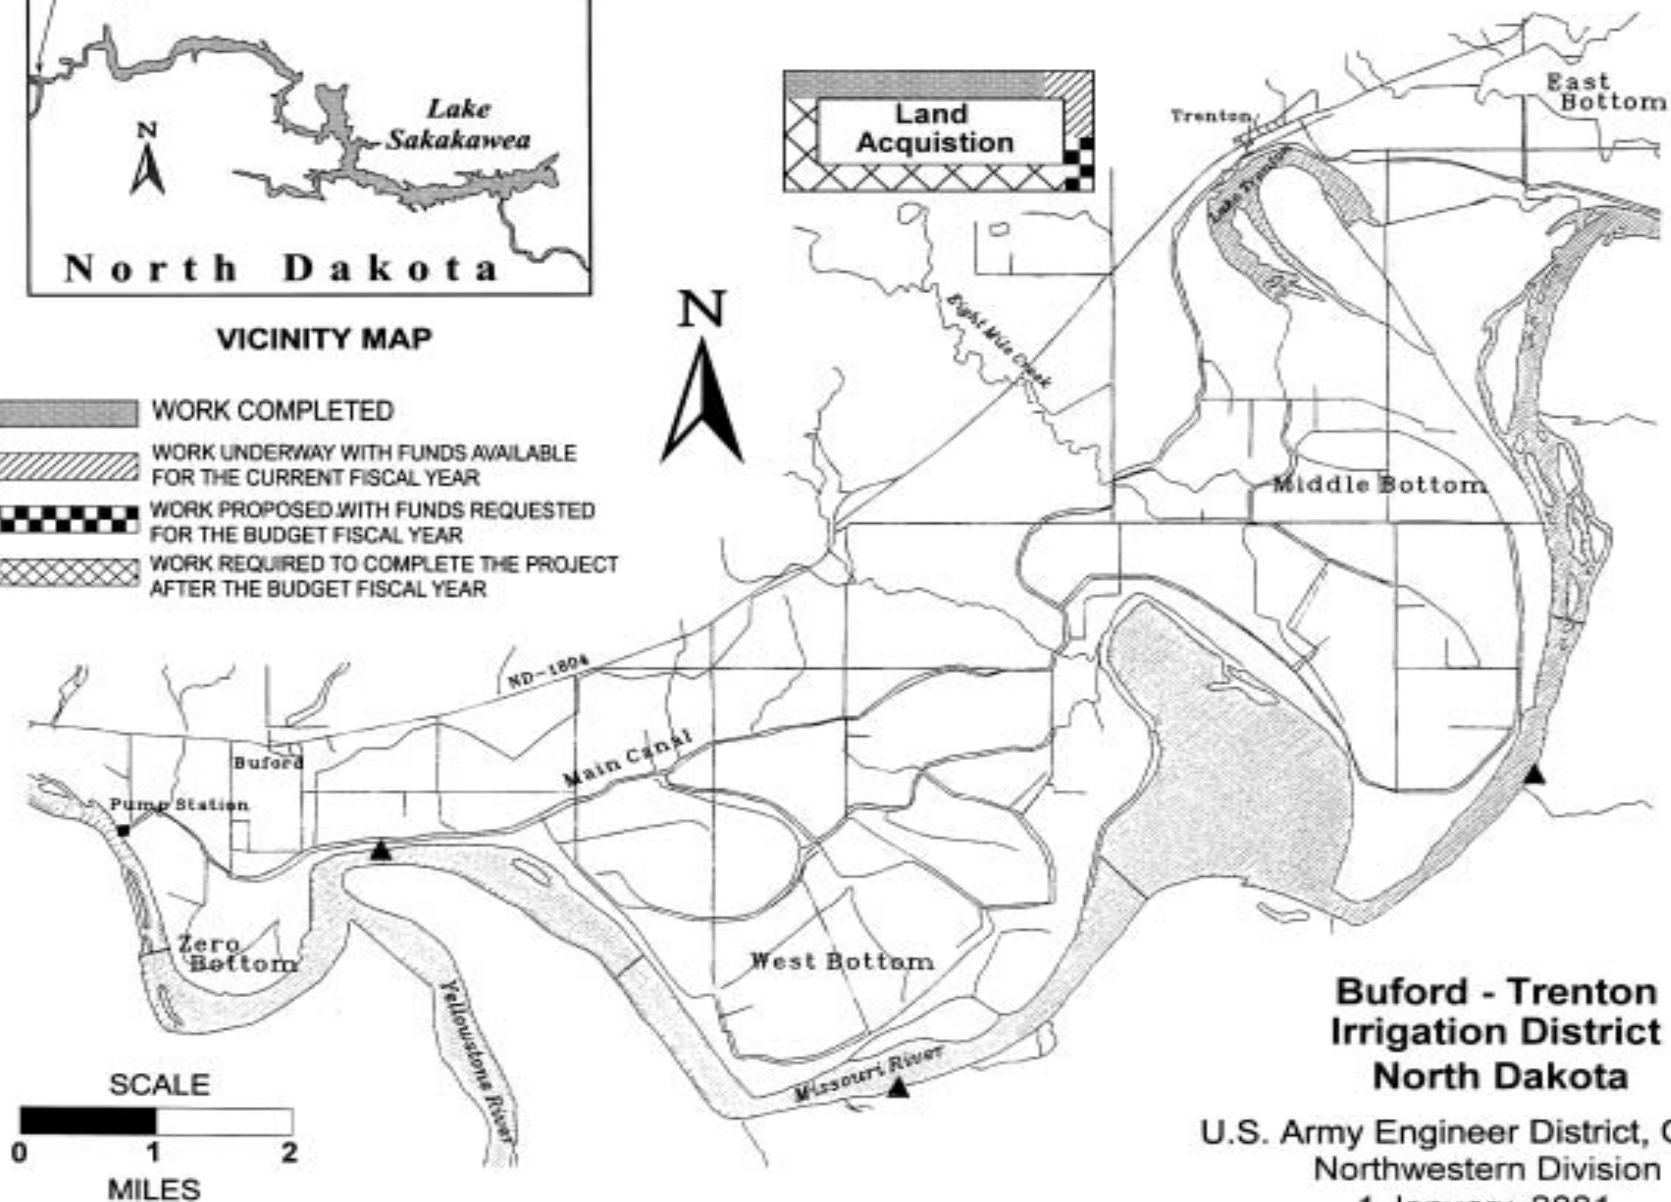 Lake
Sakakawea
N
North Dakota
VICINITY MAP
WORK COMPLETED
WORK UNDERWAY WITH FUNDS AVAILABLE
FOR THE CURRENT FISCAL YEAR
WORK PROPOSED WITH FUNDS REQUESTED
FOR THE BUDGET FISCAL YEAR
WORK REQUIRED TO COMPLETE THE PROJECT
AFTER THE BUDGET FISCAL YEAR
Land
Acquistion
N
Trenton
East
Bottom
Lake Trenton
Eight Mile Creek
Middle Bottom
ND-1804
Main Canal
Buford
Pump Station
Zero
Bottom
West Bottom
Yellowstone River
Missouri River
SCALE
0 1 2
MILES
Buford - Trenton
Irrigation District
North Dakota
U.S. Army Engineer District,
Northwestern Division